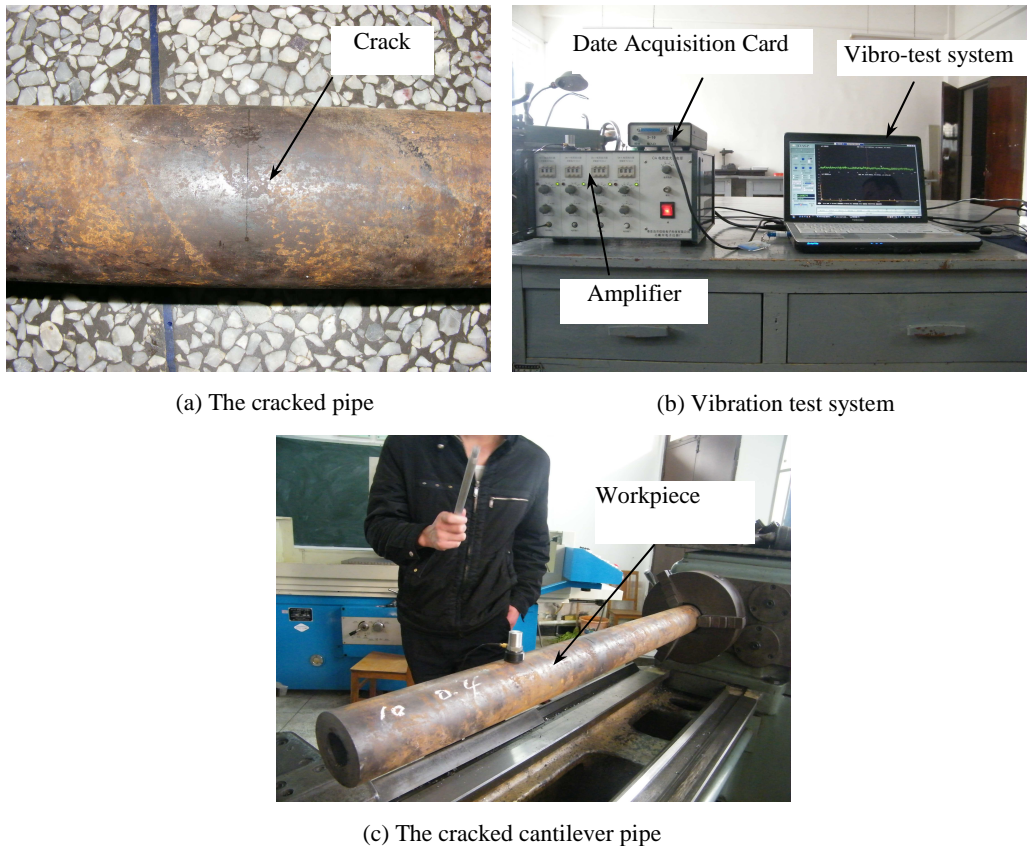 Crack
Date Acquisition Card
Vibro-test system
Amplifier
(a) The cracked pipe
(b) Vibration test system
Workpiece
10 0.4
(c) The cracked cantilever pipe